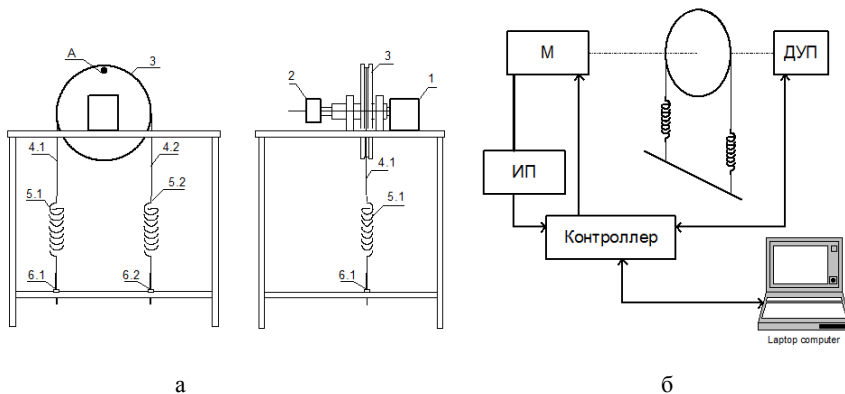 А
3
4.1
4.2
5.1
5.2
6.1
6.2
2
3
1
4.1
5.1
6.1
а
М
ДУП
ИП
Контроллер
Laptop computer
б